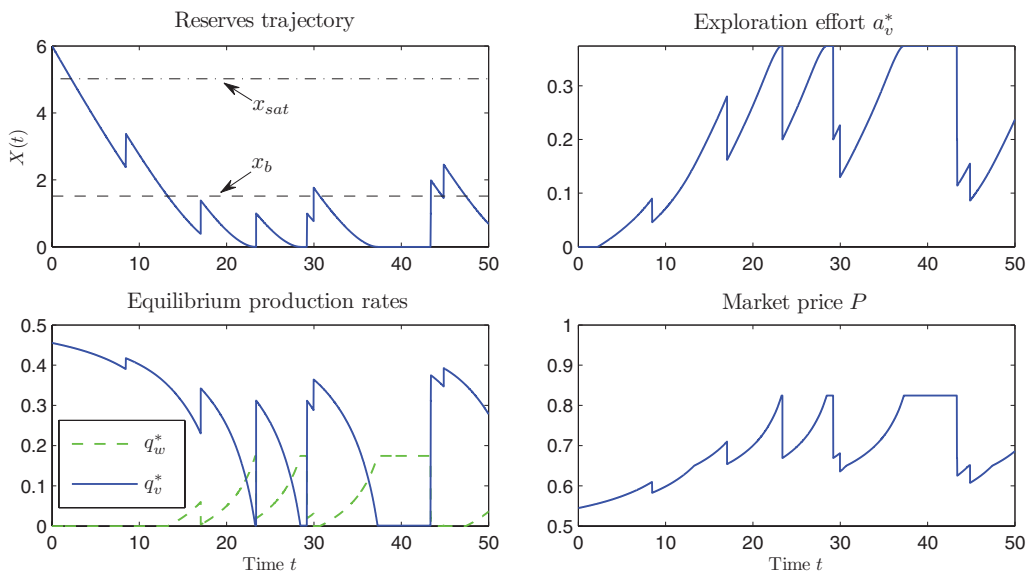 Reserves trajectory
Exploration effort a_v^*
6
4
2
0
X(t)
x_{sat}
x_b
0 10 20 30 40 50
0.3
0.2
0.1
0
0 10 20 30 40 50
Equilibrium production rates
Market price P
0.5
0.4
0.3
0.2
0.1
0
q_w^*
q_v^*
0 10 20 30 40 50
Time t
1
0.9
0.8
0.7
0.6
0.5
0 10 20 30 40 50
Time t